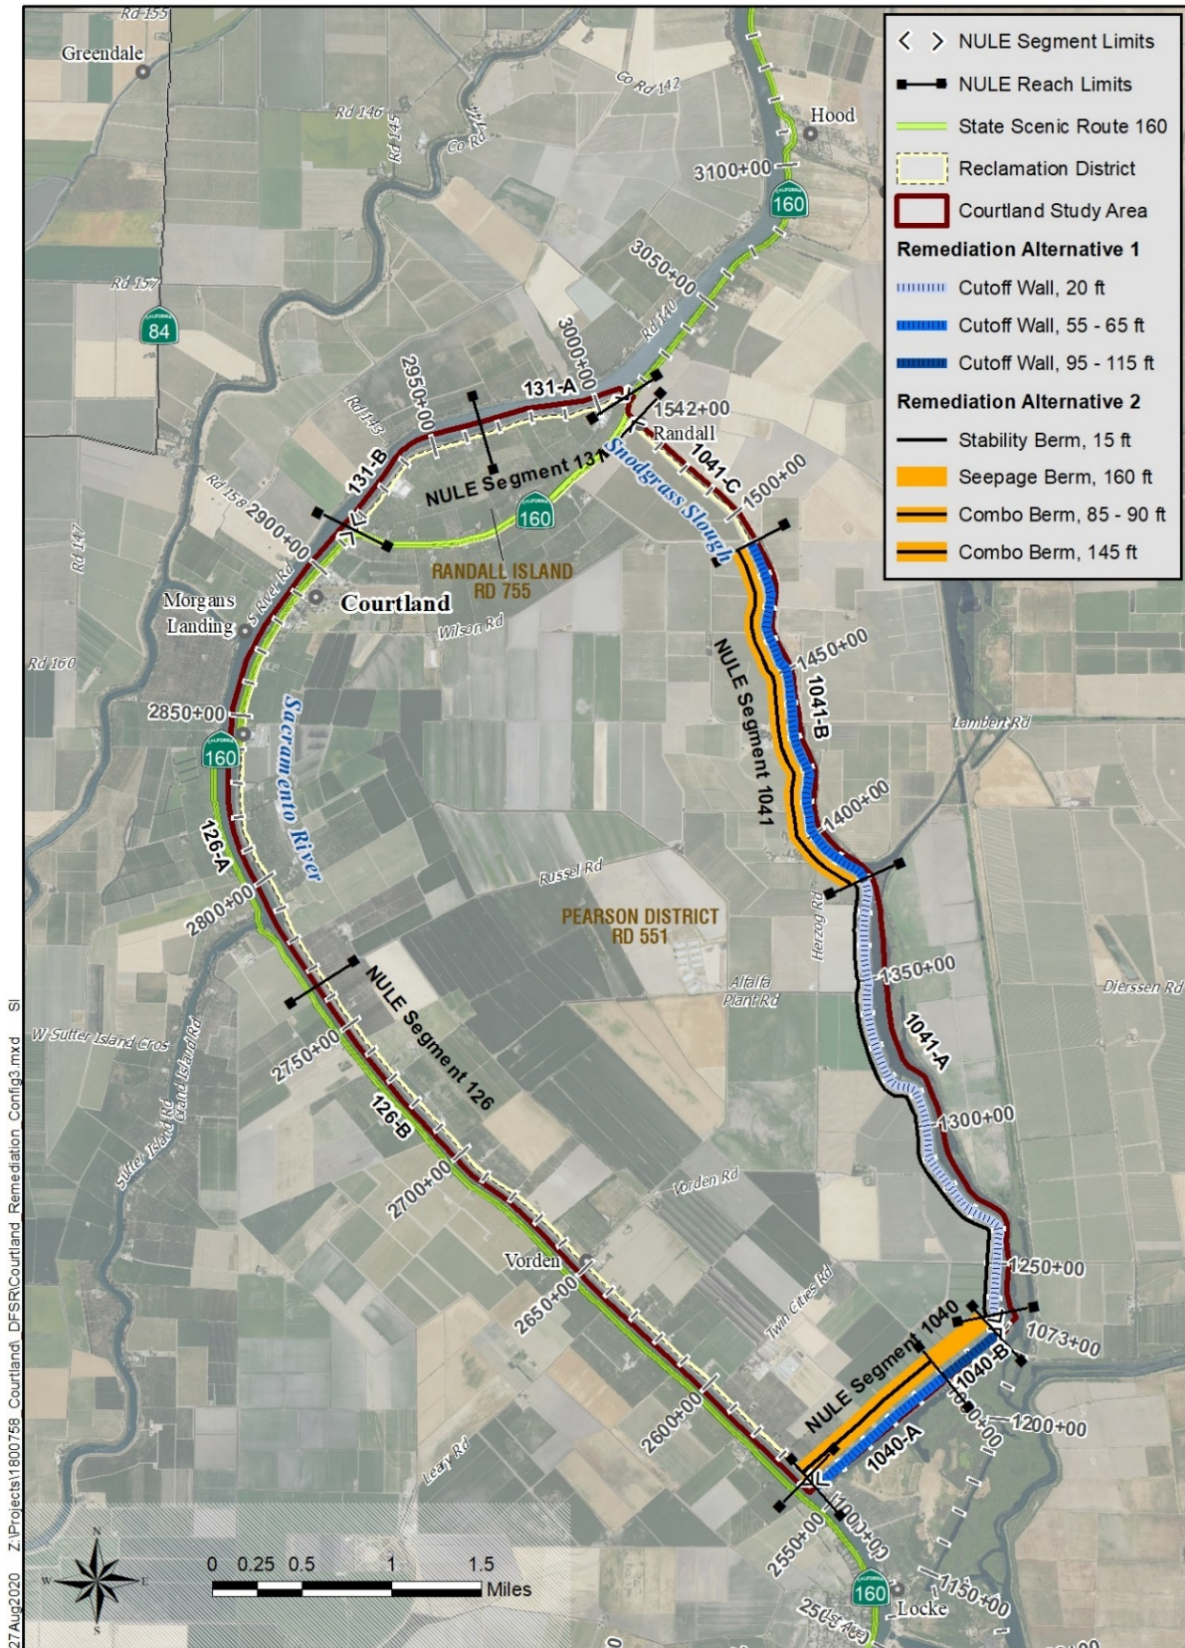 Rd 155
Greendale
Co Rd 142
Rd 146
Rd 145
Co Rd
Hood
3100+00
160
Rd 157
84
3050+00
Rd 140
3000+00
2950+00
131-A
Rd 143
1542+00
Randall
131-B
NULE Segment 131
Snodgrass Slough
1041-C
1500+00
Rd 158
2900+00
160
Rd 147
RANDALL ISLAND
RD 755
S River Rd
Morgans
Landing
Courtland
Wilson Rd
Rd 160
1450+00
NULE Segment 1041
1041-B
2850+00
Sacramento River
Lambert Rd
160
1400+00
126-A
Russel Rd
2800+00
PEARSON DISTRICT
RD 551
Herzog Rd
Alfalfa
Plant Rd
1350+00
Dierssen Rd
NULE Segment 126
W Sutter Island Cros
2750+00
1041-A
126-B
1300+00
Sutter Island Rd
2700+00
Vorden Rd
Vorden
2650+00
1250+00
Twin Cities Rd
NULE Segment 1040
1073+00
1040-B
1200+00
2600+00
1040-A
Leary Rd
1000+00
2550+00
1150+00
160
Locke
NULE Segment Limits
NULE Reach Limits
State Scenic Route 160
Reclamation District
Courtland Study Area
Remediation Alternative 1
Cutoff Wall, 20 ft
Cutoff Wall, 55 - 65 ft
Cutoff Wall, 95 - 115 ft
Remediation Alternative 2
Stability Berm, 15 ft
Seepage Berm, 160 ft
Combo Berm, 85 - 90 ft
Combo Berm, 145 ft
N
W E
S
0 0.25 0.5 1 1.5
Miles
27Aug2020 Z:\Projects\1800758_Courtland\_DFSR\Courtland_Remediation_Config3.mxd SI